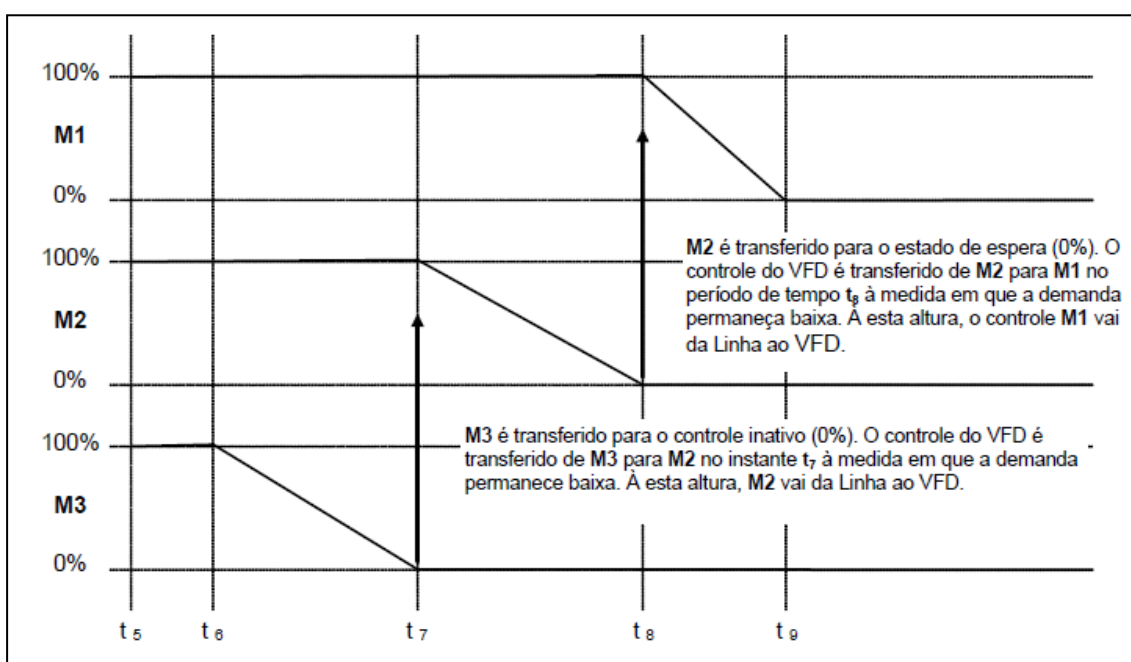 100%
M1
0%
100%
M2
0%
100%
M3
0%
M2 é transferido para o estado de espera (0%). O
controle do VFD é transferido de M2 para M1 no
período de tempo t₈ à medida em que a demanda
permaneça baixa. À esta altura, o controle M1 vai
da Linha ao VFD.
M3 é transferido para o controle inativo (0%). O controle do VFD é
transferido de M3 para M2 no instante t₇ à medida em que a demanda
permanece baixa. À esta altura, M2 vai da Linha ao VFD.
t₅ t₆ t₇ t₈ t₉